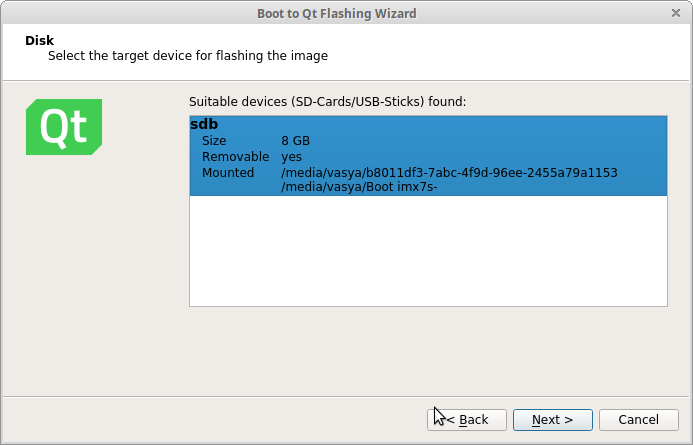 Boot to Qt Flashing Wizard
Disk
Select the target device for flashing the image
Qt
Suitable devices (SD-Cards/USB-Sticks) found:
sdb
Size 8 GB
Removable yes
Mounted /media/vasya/b8011df3-7abc-4f9d-96ee-2455a79a1153
/media/vasya/Boot imx7s-
< Back Next > Cancel